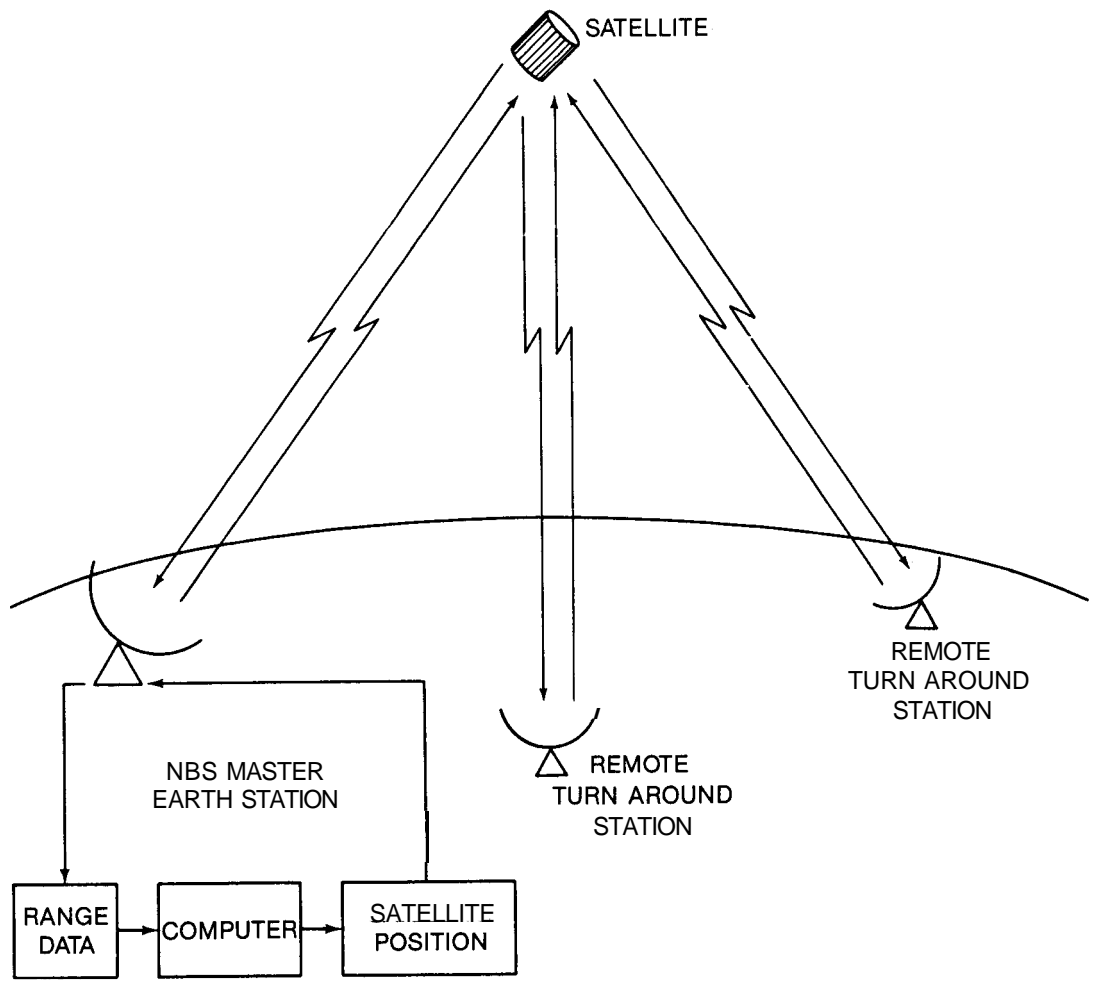 SATELLITE
REMOTE
TURN AROUND
STATION
REMOTE
TURN AROUND
STATION
NBS MASTER
EARTH STATION
RANGE
DATA
COMPUTER
SATELLITE
POSITION